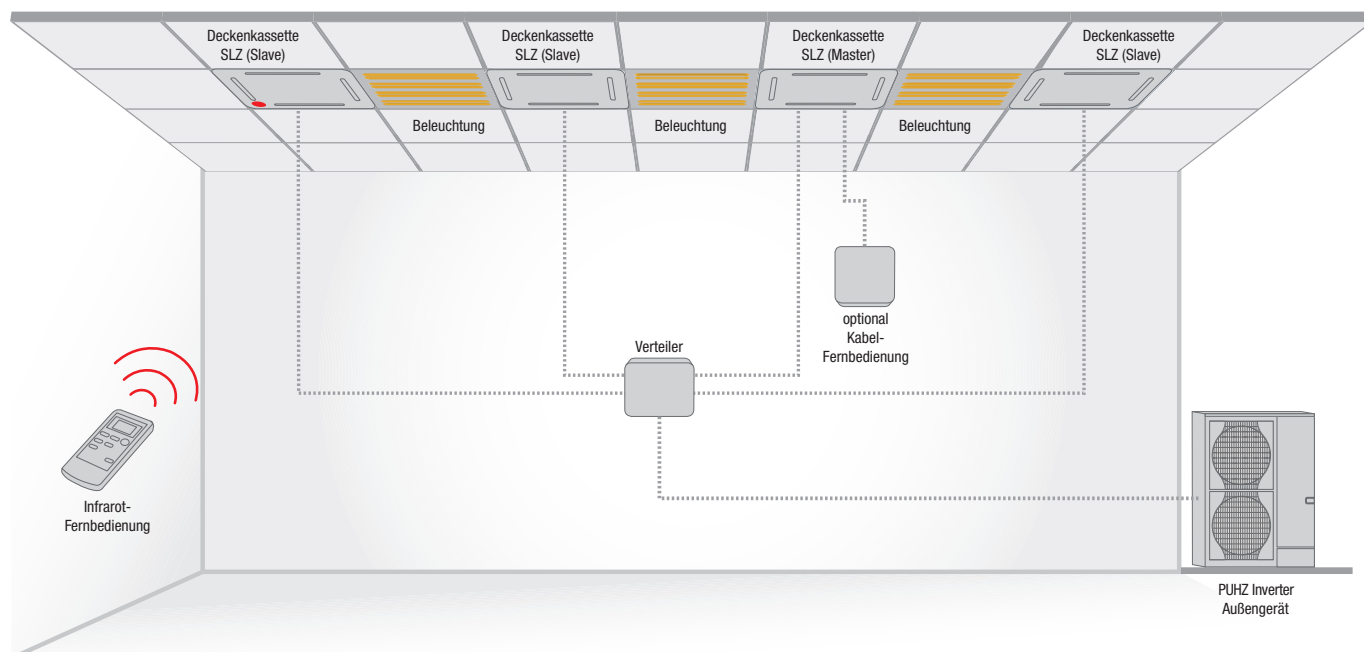 Deckenkassette
SLZ (Slave)
Deckenkassette
SLZ (Slave)
Deckenkassette
SLZ (Master)
Deckenkassette
SLZ (Slave)
Beleuchtung
Beleuchtung
Beleuchtung
optional
Kabel-
Fernbedienung
Verteiler
Infrarot-
Fernbedienung
PUHZ Inverter
Außengerät